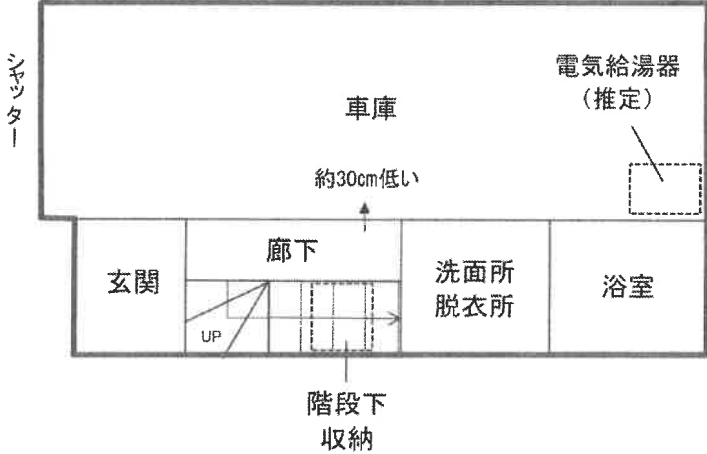 シャッター
電気給湯器
(推定)
車庫
約30cm低い
廊下
玄関
洗面所
脱衣所
浴室
UP
階段下
収納